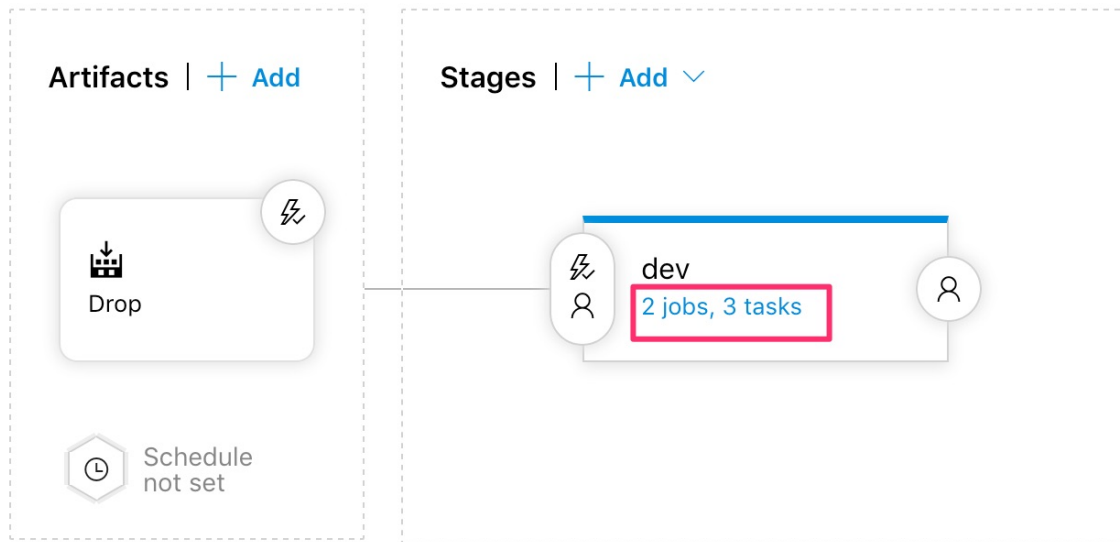 Artifacts | + Add
Stages | + Add
Drop
dev
2 jobs, 3 tasks
Schedule
not set